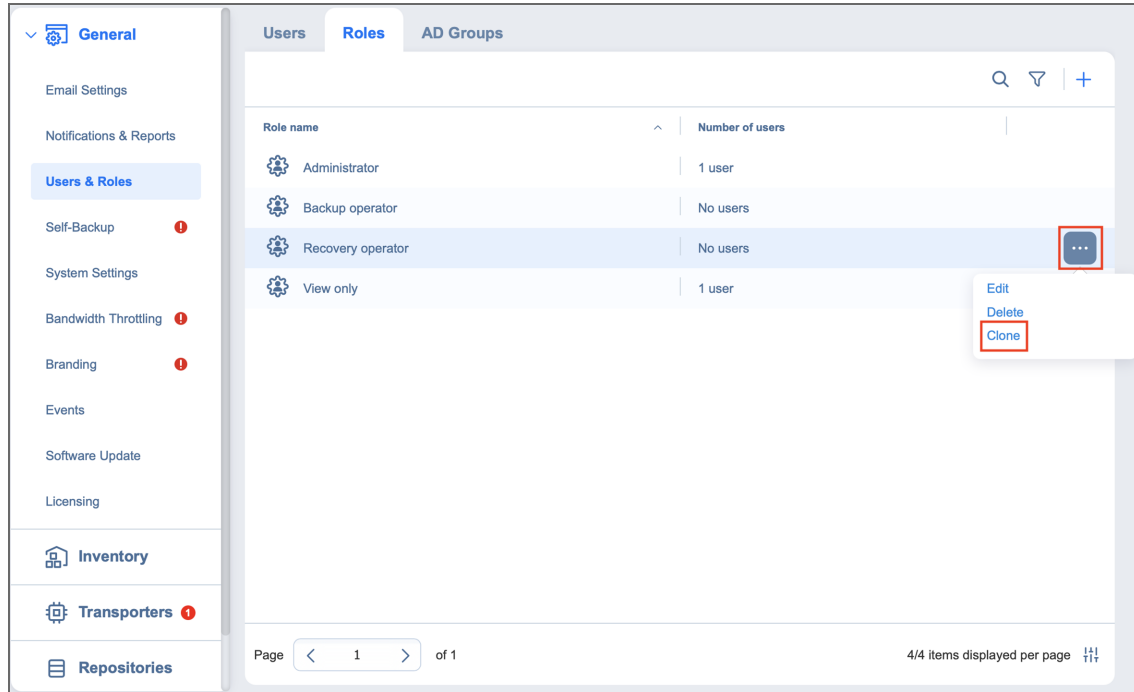 General
Email Settings
Notifications & Reports
Users & Roles
Self-Backup
System Settings
Bandwidth Throttling
Branding
Events
Software Update
Licensing
Inventory
Transporters 1
Repositories
Users Roles AD Groups
Role name Number of users
Administrator 1 user
Backup operator No users
Recovery operator No users
View only 1 user
Edit
Delete
Clone
Page 1 of 1 4/4 items displayed per page